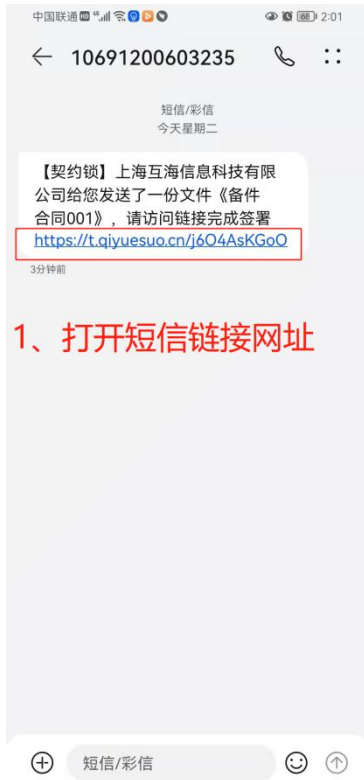 中国联通 2:01
10691200603235
短信/彩信
今天星期二
【契约锁】上海互海信息科技有限
公司给您发送了一份文件《备件
合同001》，请访问链接完成签署
https://t.qiyuesuo.cn/j6O4AsKGoO
3分钟前
1、打开短信链接网址
短信/彩信